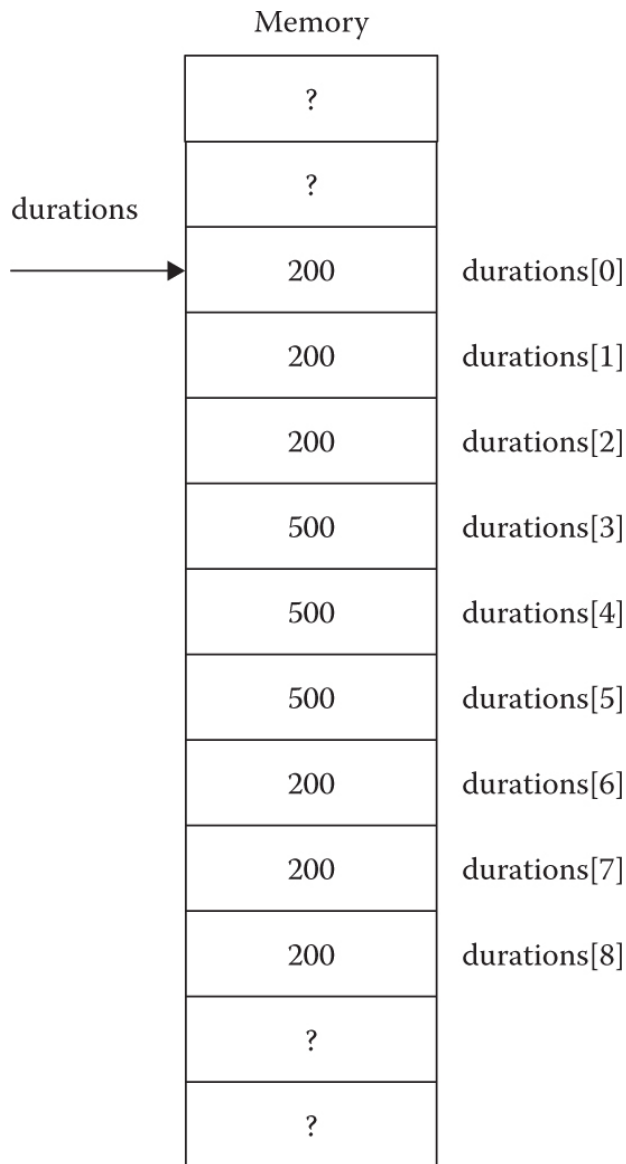 Memory
?
?
durations
200 durations[0]
200 durations[1]
200 durations[2]
500 durations[3]
500 durations[4]
500 durations[5]
200 durations[6]
200 durations[7]
200 durations[8]
?
?